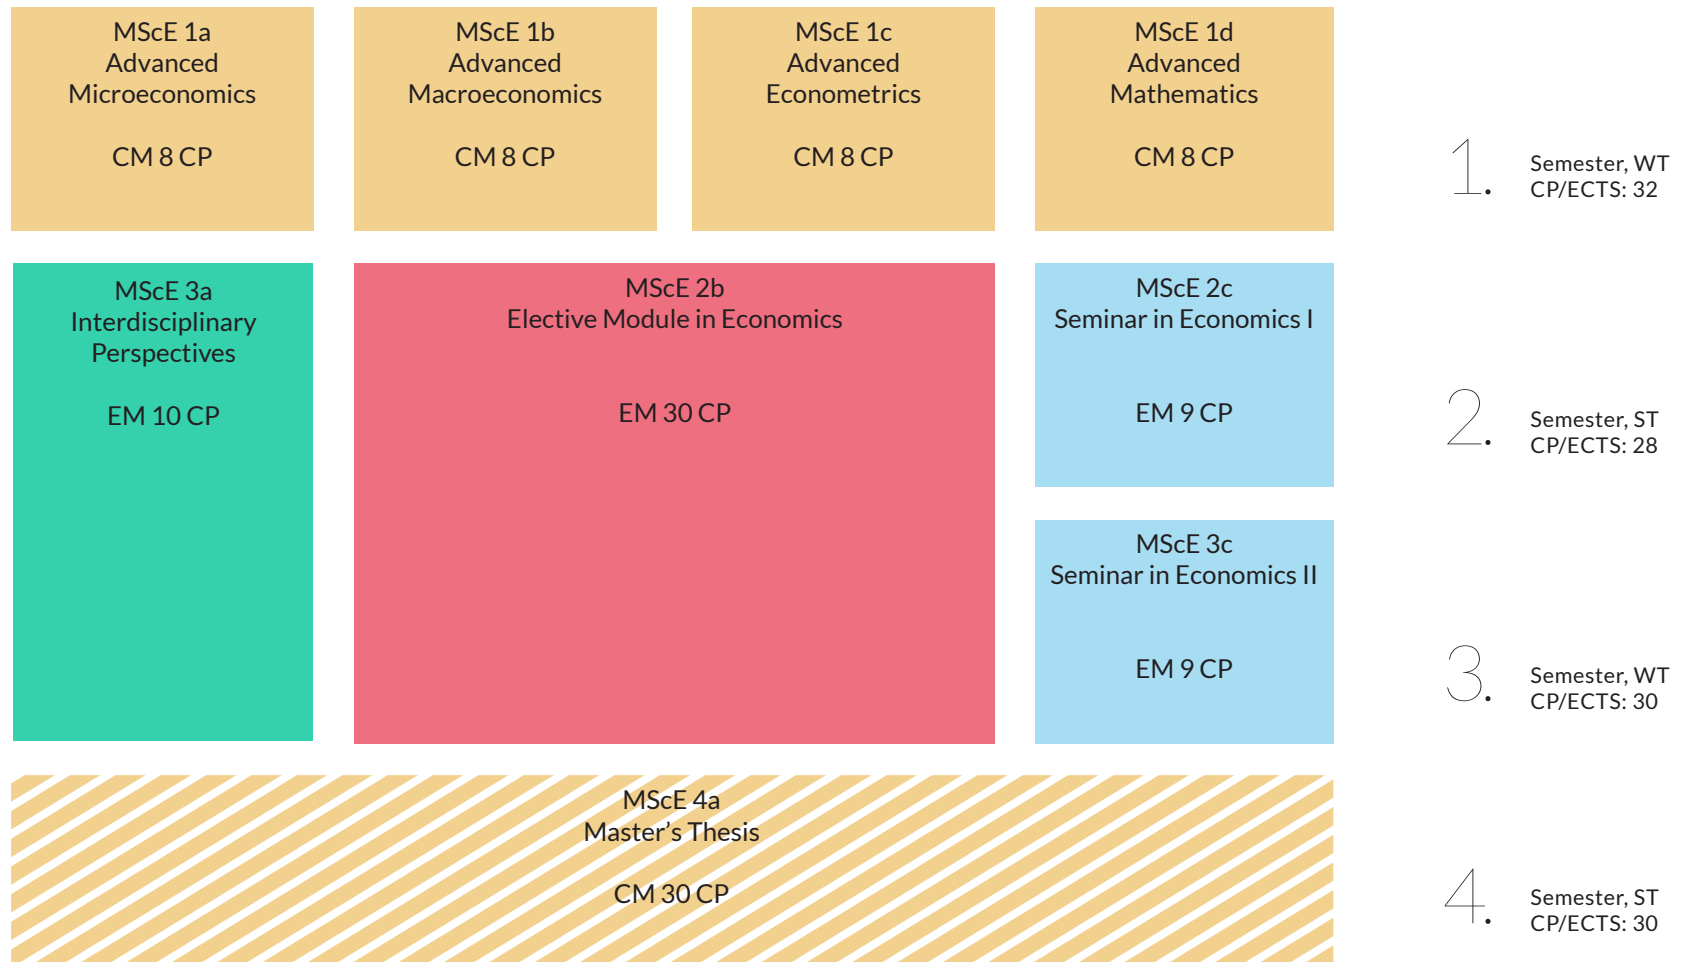 MScE 1a
Advanced
Microeconomics
CM 8 CP
MScE 1b
Advanced
Macroeconomics
CM 8 CP
MScE 1c
Advanced
Econometrics
CM 8 CP
MScE 1d
Advanced
Mathematics
CM 8 CP
1.
Semester, WT
CP/ECTS: 32
MScE 3a
Interdisciplinary
Perspectives
EM 10 CP
MScE 2b
Elective Module in Economics
EM 30 CP
MScE 2c
Seminar in Economics I
EM 9 CP
2.
Semester, ST
CP/ECTS: 28
MScE 3c
Seminar in Economics II
EM 9 CP
3.
Semester, WT
CP/ECTS: 30
MScE 4a
Master’s Thesis
CM 30 CP
4.
Semester, ST
CP/ECTS: 30